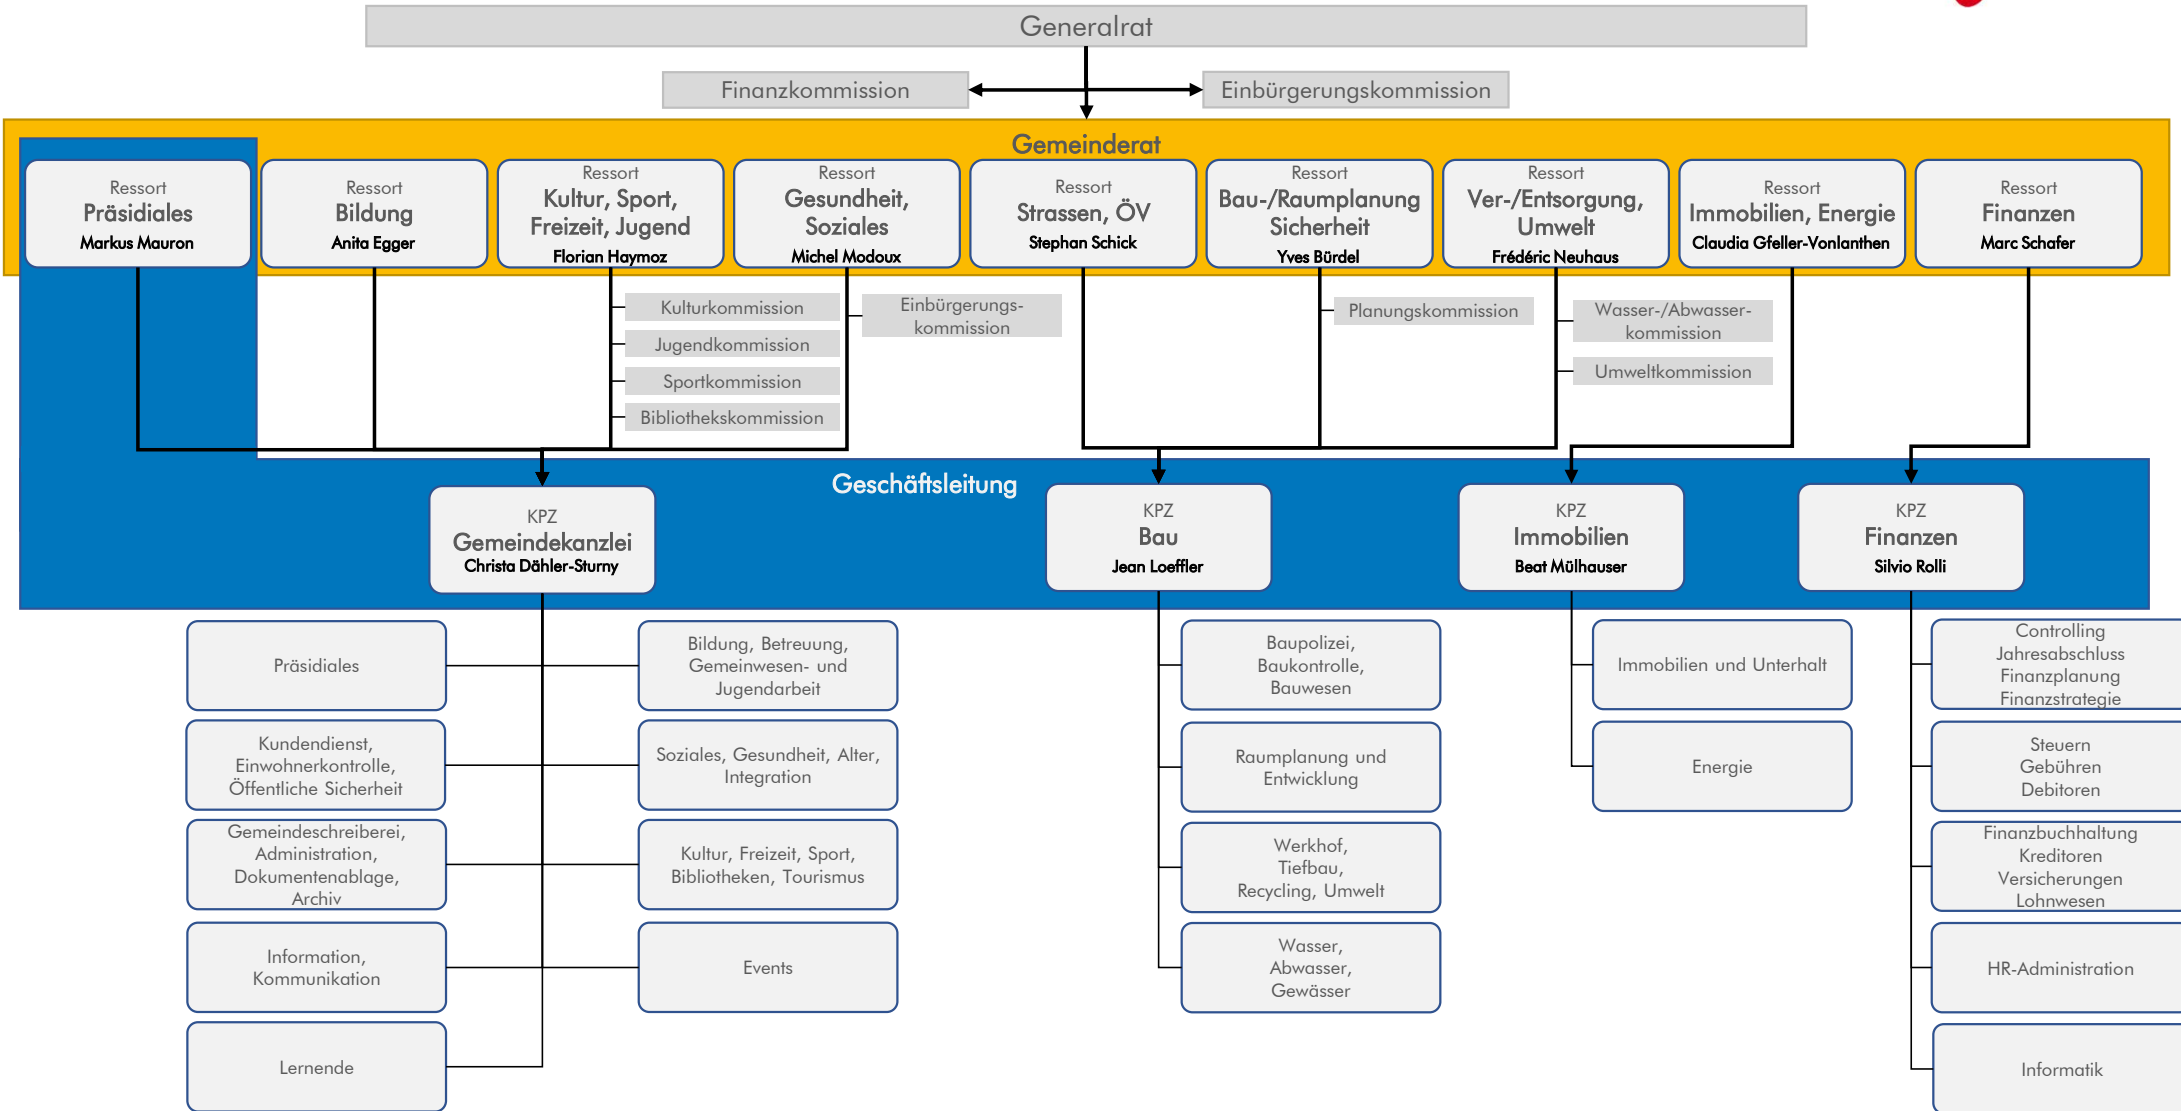 Generalrat
Finanzkommission
Einbürgerungskommission
Gemeinderat
Ressort
Präsidiales
Markus Mauron
Ressort
Bildung
Anita Egger
Ressort
Kultur, Sport,
Freizeit, Jugend
Florian Haymoz
Ressort
Gesundheit,
Soziales
Michel Modoux
Ressort
Strassen, ÖV
Stephan Schick
Ressort
Bau-/Raumplanung
Sicherheit
Yves Bürdel
Ressort
Ver-/Entsorgung,
Umwelt
Frédéric Neuhaus
Ressort
Immobilien, Energie
Claudia Gfeller-Vonlanthen
Ressort
Finanzen
Marc Schafer
Kulturkommission
Jugendkommission
Sportkommission
Bibliothekskommission
Einbürgerungs-
kommission
Planungskommission
Wasser-/Abwasser-
kommission
Umweltkommission
Geschäftsleitung
KPZ
Gemeindekanzlei
Christa Dähler-Sturny
KPZ
Bau
Jean Loeffler
KPZ
Immobilien
Beat Mülhauser
KPZ
Finanzen
Silvio Rolli
Präsidiales
Kundendienst,
Einwohnerkontrolle,
Öffentliche Sicherheit
Gemeindeschreiberei,
Administration,
Dokumentenablage,
Archiv
Information,
Kommunikation
Lernende
Bildung, Betreuung,
Gemeinwesen- und
Jugendarbeit
Soziales, Gesundheit, Alter,
Integration
Kultur, Freizeit, Sport,
Bibliotheken, Tourismus
Events
Baupolizei,
Baukontrolle,
Bauwesen
Raumplanung und
Entwicklung
Werkhof,
Tiefbau,
Recycling, Umwelt
Wasser,
Abwasser,
Gewässer
Immobilien und Unterhalt
Energie
Controlling
Jahresabschluss
Finanzplanung
Finanzstrategie
Steuern
Gebühren
Debitoren
Finanzbuchhaltung
Kreditoren
Versicherungen
Lohnwesen
HR-Administration
Informatik